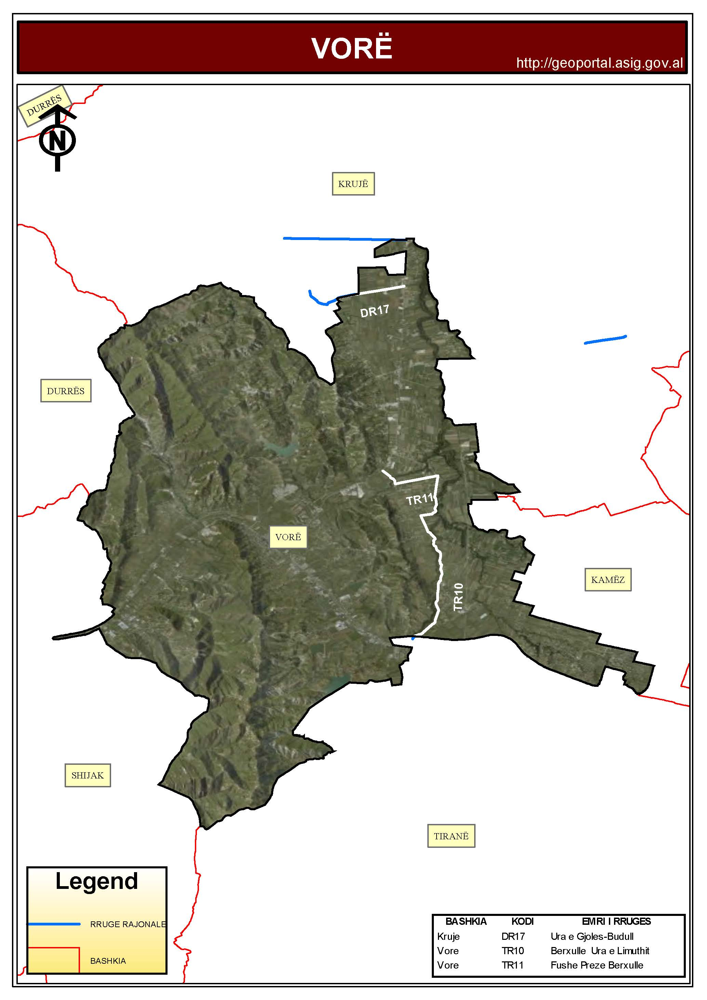 VORË
http://geoportal.asig.gov.al
DURRËS
N
KRUJË
DR17
DURRËS
TR11
VORË
KAMËZ
TR10
SHIJAK
TIRANË
Legend
RRUGE RAJONALE
BASHKIA
BASHKIA KODI EMRI I RRUGES
Kruje DR17 Ura e Gjoles-Budull
Vore TR10 Berxulle Ura e Limuthit
Vore TR11 Fushe Preze Berxulle